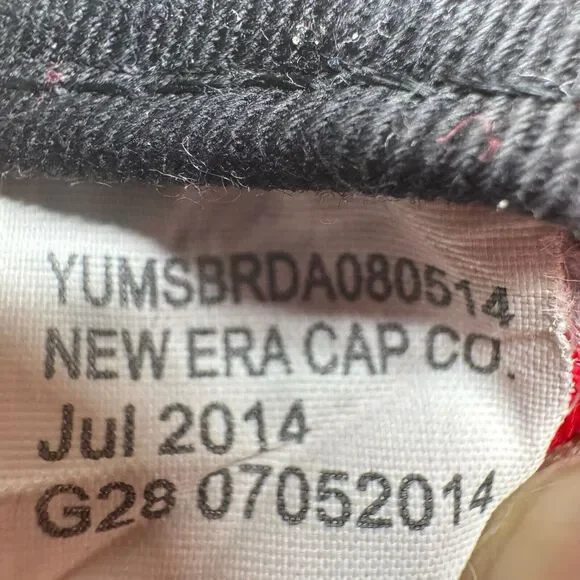 YUMSBRDA080514
NEW ERA CAP CO.
Jul 2014
G28 07052014